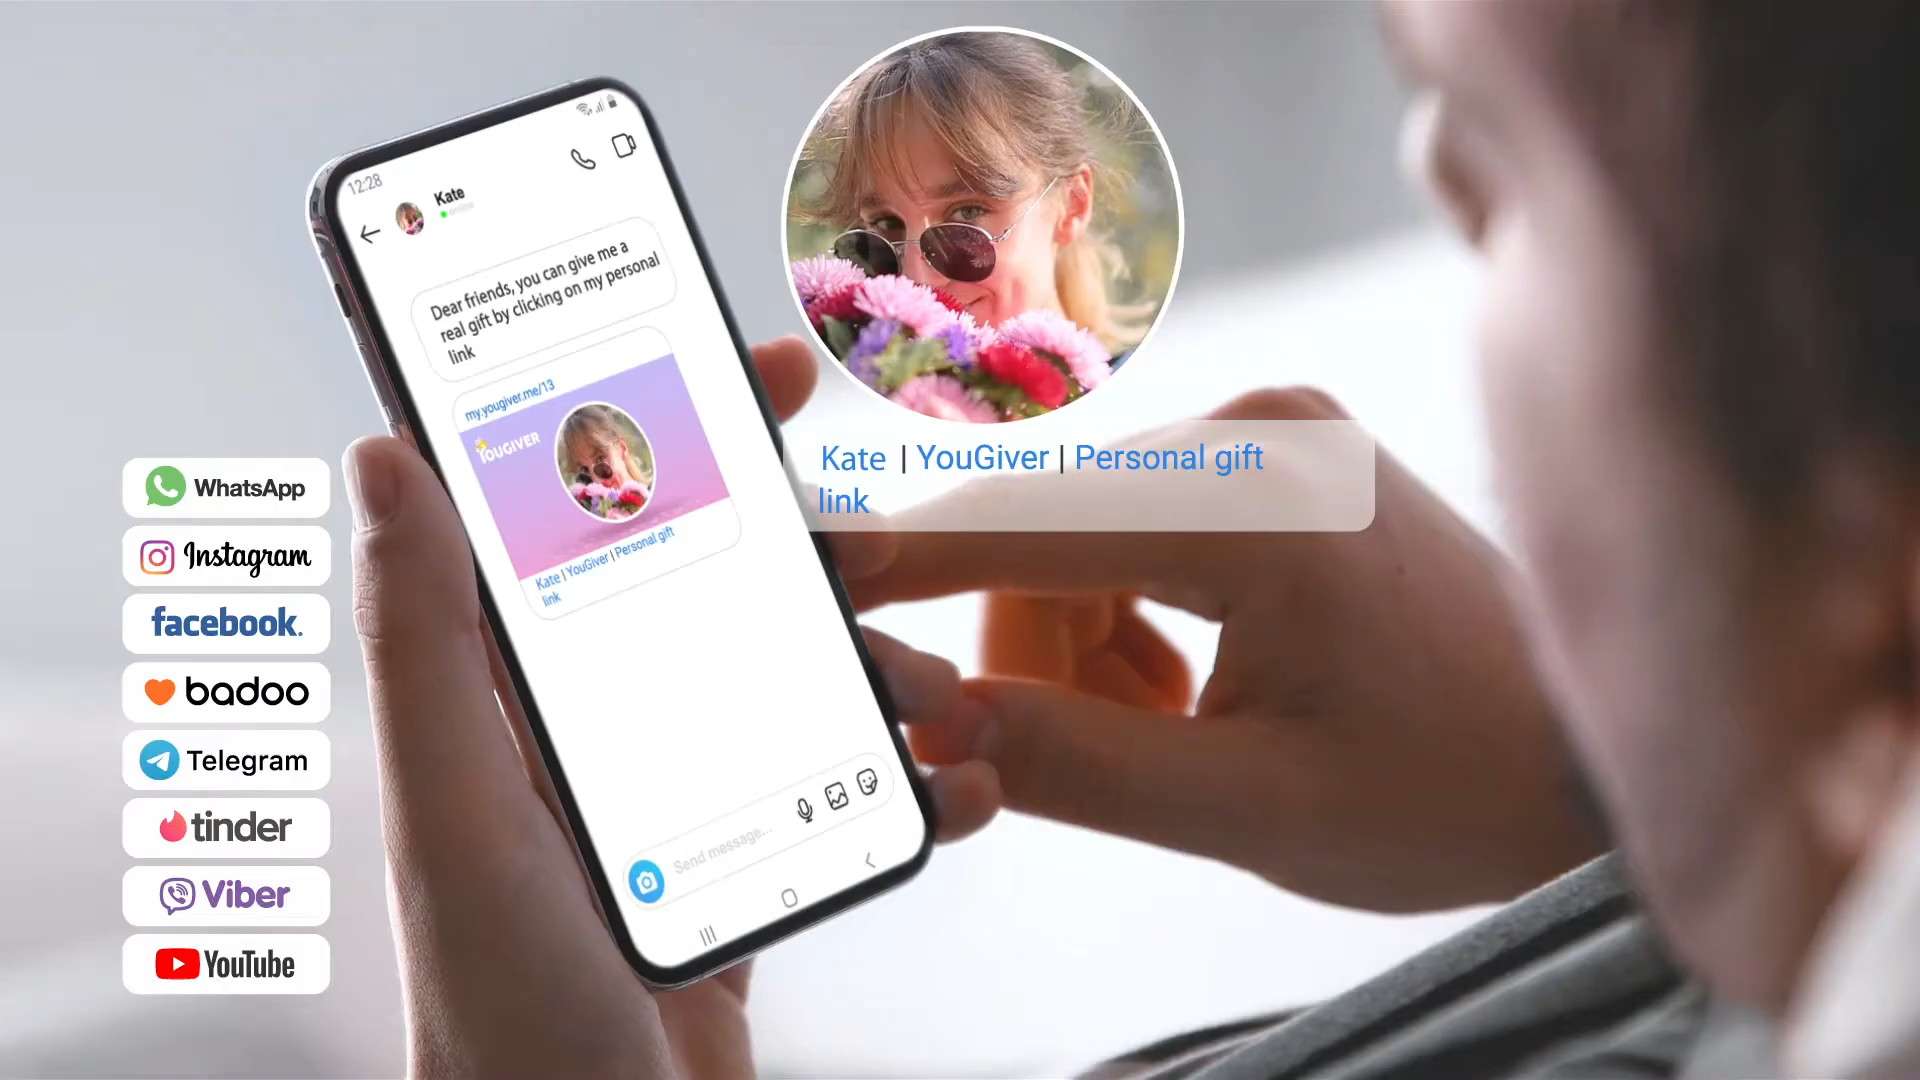 12:28
Kate
online
Dear friends, you can give me a
real gift by clicking on my personal
link
my.yougiver.me/13
YOUGIVER
Kate | YouGiver | Personal gift
link
Send message...
Kate | YouGiver | Personal gift
link
WhatsApp
Instagram
facebook.
badoo
Telegram
tinder
Viber
YouTube